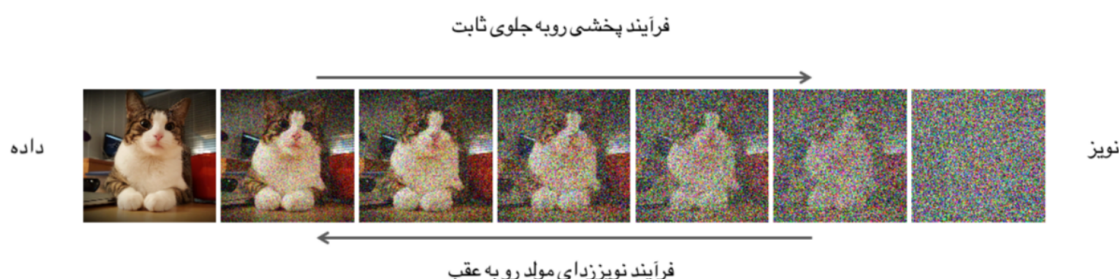 فرآیند پخشی روبه جلوی ثابت
داده
نویز
فرآیند نویززدای مولد رو به عقب